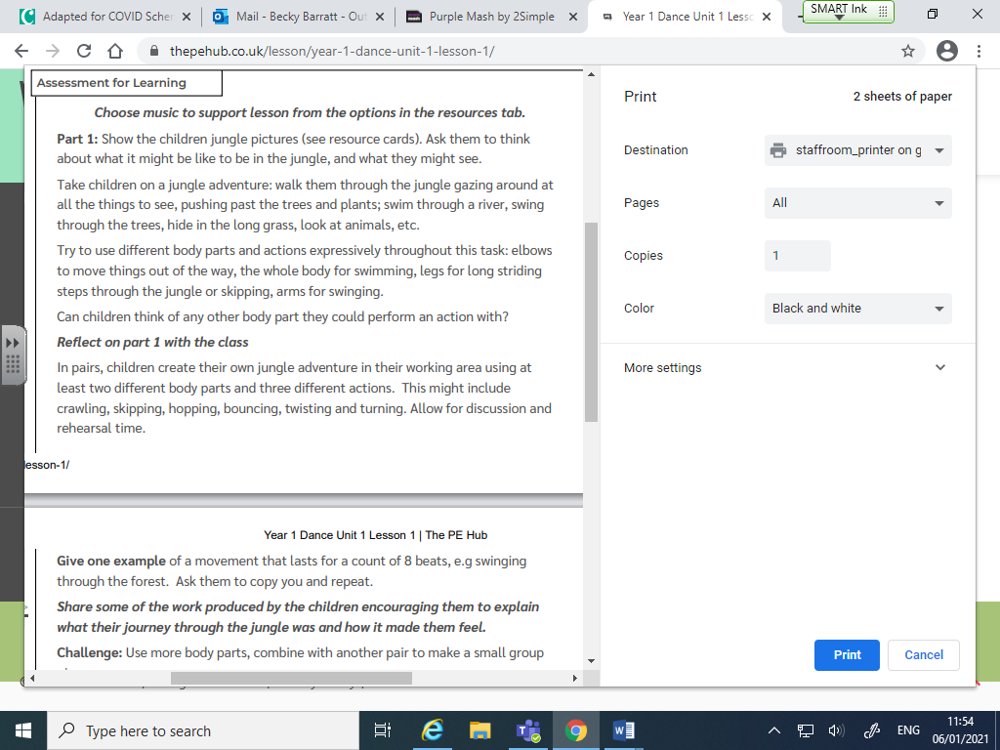 Adapted for COVID Scher
Mail - Becky Barratt - Out
Purple Mash by 2Simple
Year 1 Dance Unit 1 Less
SMART Ink
thepehub.co.uk/lesson/year-1-dance-unit-1-lesson-1/
Assessment for Learning
Choose music to support lesson from the options in the resources tab.
Part 1: Show the children jungle pictures (see resource cards). Ask them to think
about what it might be like to be in the jungle, and what they might see.
Take children on a jungle adventure: walk them through the jungle gazing around at
all the things to see, pushing past the trees and plants; swim through a river, swing
through the trees, hide in the long grass, look at animals, etc.
Try to use different body parts and actions expressively throughout this task: elbows
to move things out of the way, the whole body for swimming, legs for long striding
steps through the jungle or skipping, arms for swinging.
Can children think of any other body part they could perform an action with?
Reflect on part 1 with the class
In pairs, children create their own jungle adventure in their working area using at
least two different body parts and three different actions.  This might include
crawling, skipping, hopping, bouncing, twisting and turning. Allow for discussion and
rehearsal time.
lesson-1/
Year 1 Dance Unit 1 Lesson 1 | The PE Hub
Give one example of a movement that lasts for a count of 8 beats, e.g swinging
through the forest.  Ask them to copy you and repeat.
Share some of the work produced by the children encouraging them to explain
what their journey through the jungle was and how it made them feel.
Challenge: Use more body parts, combine with another pair to make a small group
Print
2 sheets of paper
Destination
staffroom_printer on g
Pages
All
Copies
1
Color
Black and white
More settings
Print
Cancel
Type here to search
ENG
11:54
06/01/2021